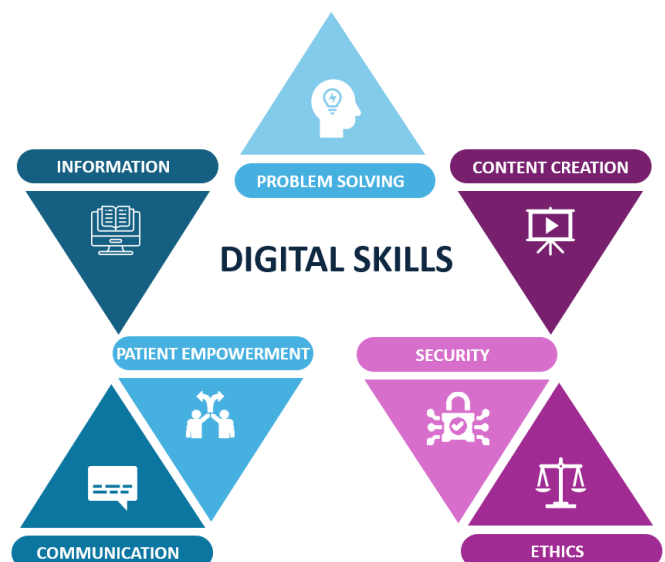 PROBLEM SOLVING
INFORMATION
CONTENT CREATION
DIGITAL SKILLS
PATIENT EMPOWERMENT
SECURITY
COMMUNICATION
ETHICS